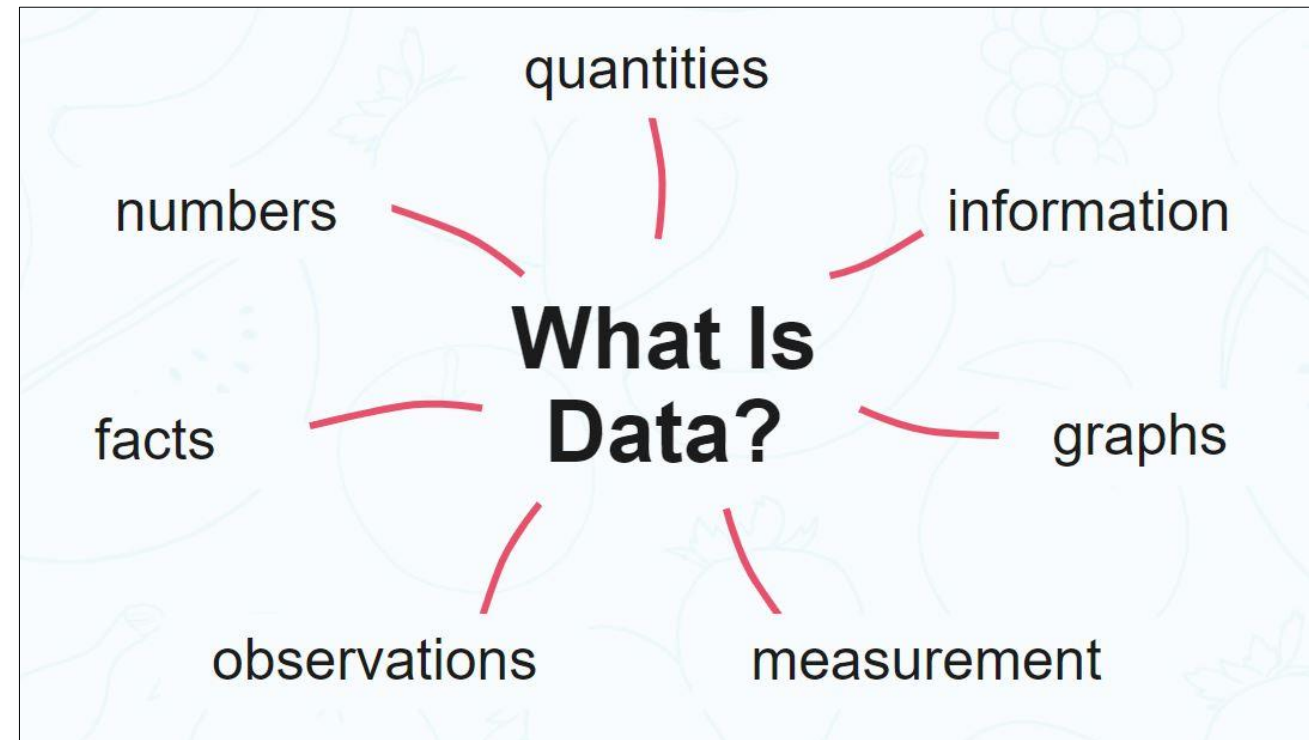 quantities
numbers
information
What Is
Data?
facts
graphs
observations
measurement